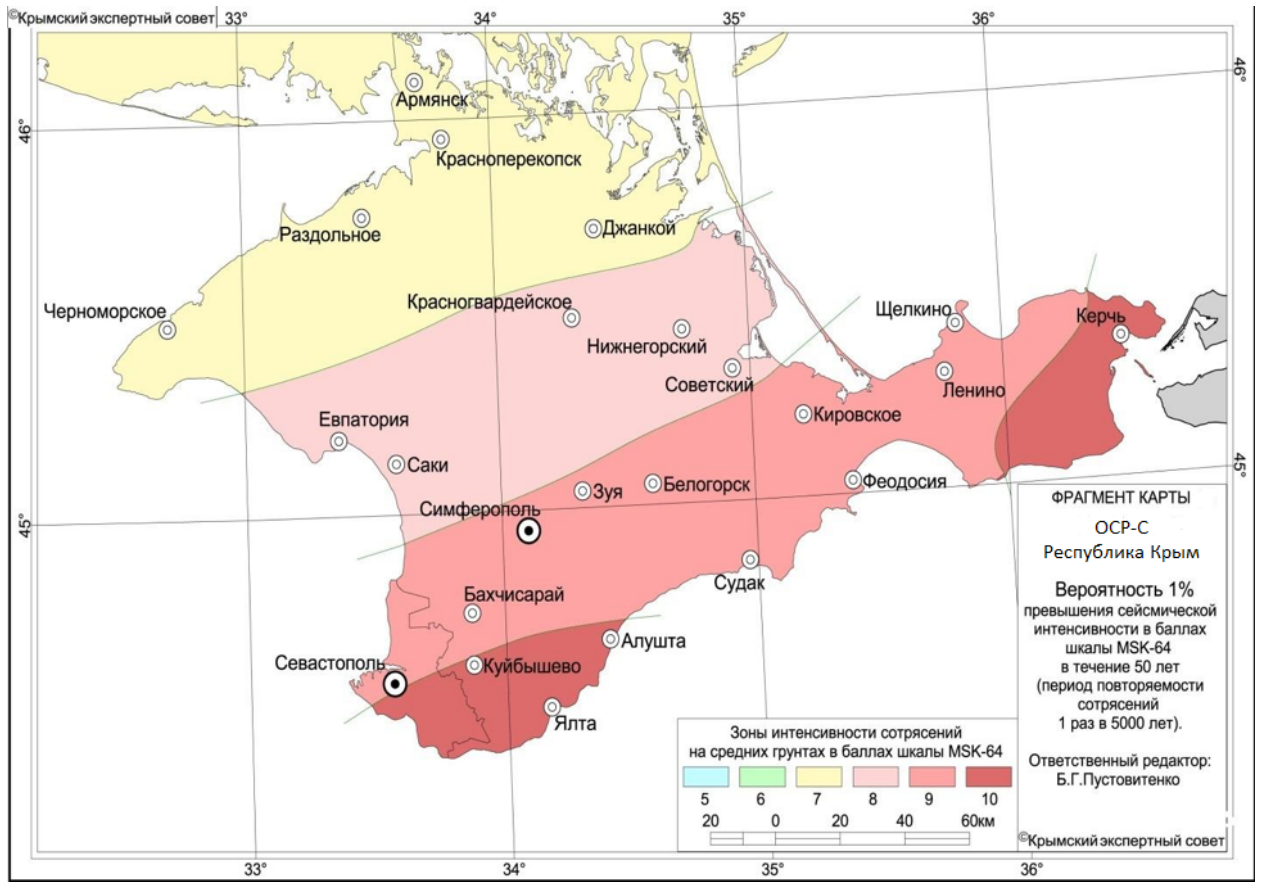 ©Крымский экспертный совет
33°
34°
35°
36°
46°
46°
Армянск
Красноперекопск
Раздольное
Джанкой
Черноморское
Красногвардейское
Нижнегорский
Щелкино
Керчь
Советский
Ленино
Кировское
Евпатория
Саки
Зуя
Белогорск
Феодосия
45°
45°
Симферополь
Судак
Бахчисарай
Алушта
Севастополь
Куйбышево
Ялта
ФРАГМЕНТ КАРТЫ
ОСР-С
Республика Крым
Вероятность 1%
превышения сейсмической
интенсивности в баллах
шкалы MSK-64
в течение 50 лет
(период повторяемости
сотрясений
1 раз в 5000 лет).
Ответственный редактор:
Б.Г.Пустовитенко
Зоны интенсивности сотрясений
на средних грунтах в баллах шкалы MSK-64
5 6 7 8 9 10
20 0 20 40 60км
©Крымский экспертный совет
33°
34°
35°
36°